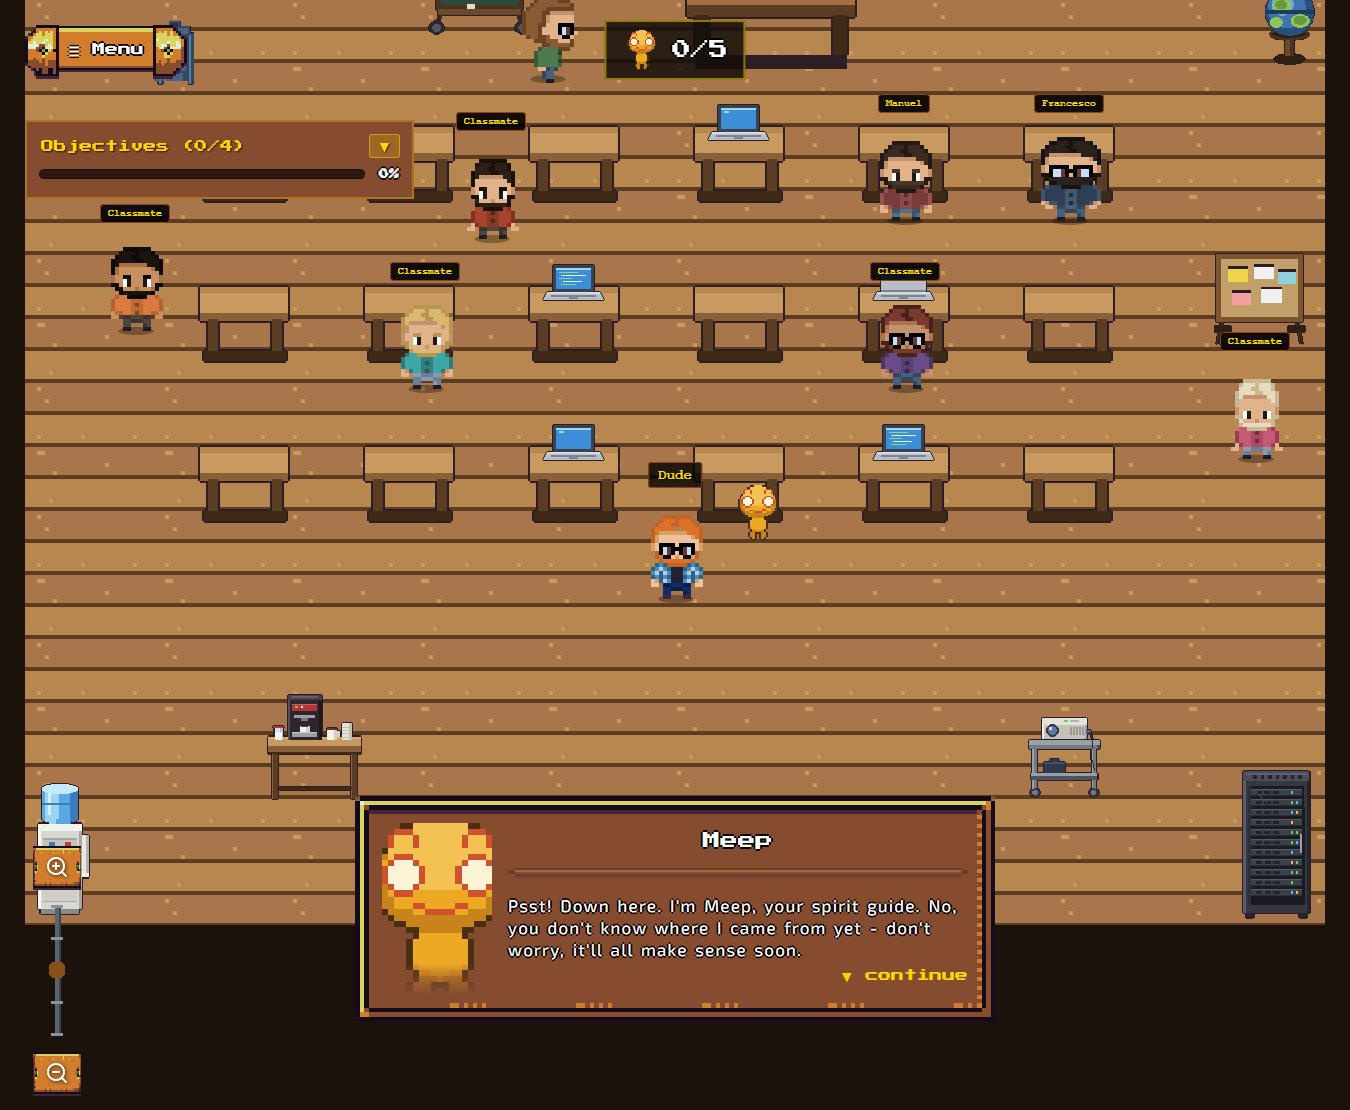 Menu
0/5
Manuel
Francesco
Classmate
Objectives (0/4)
0%
Classmate
Classmate
Classmate
Classmate
Dude
Meep
Psst! Down here. I'm Meep, your spirit guide. No,
you don't know where I came from yet - don't
worry, it'll all make sense soon.
continue